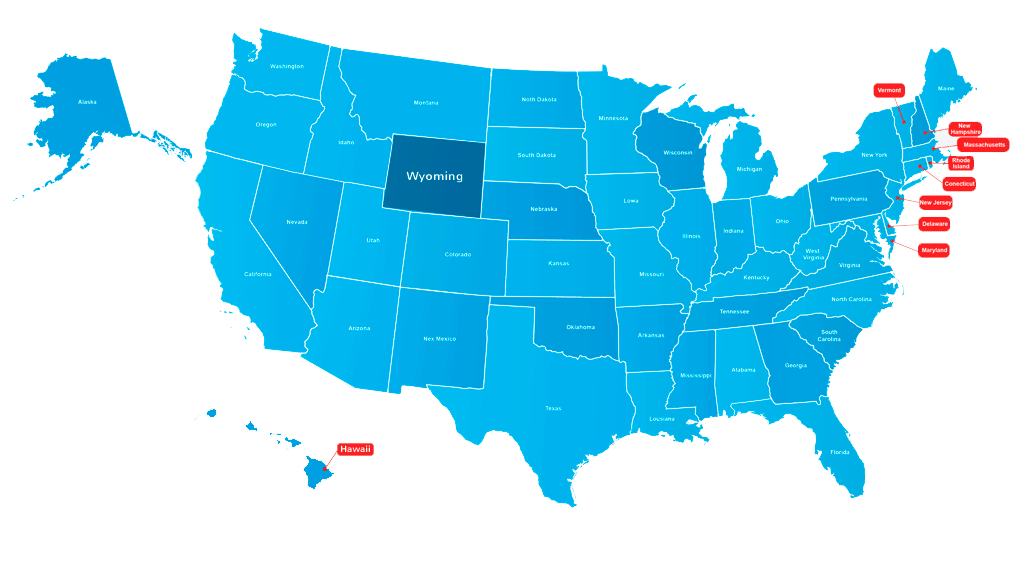 Washington
Alaska
Montana
Noth Dakota
Minnesota
Maine
Vermont
New
Hampshire
Massachusetts
Rhode
Island
Conecticut
New Jersey
Delaware
Maryland
Oregon
Idaho
Wyoming
South Dakota
Wisconsin
Michigan
New York
Nebraska
Iowa
Pennsylvania
Nevada
Utah
Colorado
Kansas
Illinois
Indiana
Ohio
West
Virginia
Virginia
California
Missouri
Kentucky
North Carolina
Tennessee
Arizona
Nex Mexico
Oklahoma
Arkansas
South
Carolina
Mississippi
Alabama
Georgia
Texas
Louisiana
Florida
Hawaii